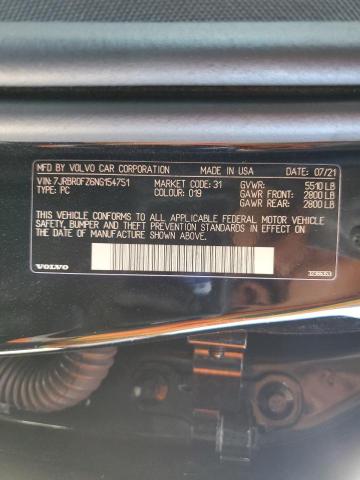 MFD BY VOLVO CAR CORPORATION MADE IN USA DATE: 07/21
VIN: 7JRBR0FZ6NG154751 MARKET CODE: 31 GVWR: 5510 LB
TYPE: PC COLOUR: 019 GAWR FRONT: 2800 LB
GAWR REAR: 2800 LB
THIS VEHICLE CONFORMS TO ALL APPLICABLE FEDERAL MOTOR VEHICLE
SAFETY, BUMPER AND THEFT PREVENTION STANDARDS IN EFFECT ON THE
DATE OF MANUFACTURE SHOWN ABOVE.
VOLVO 32366353